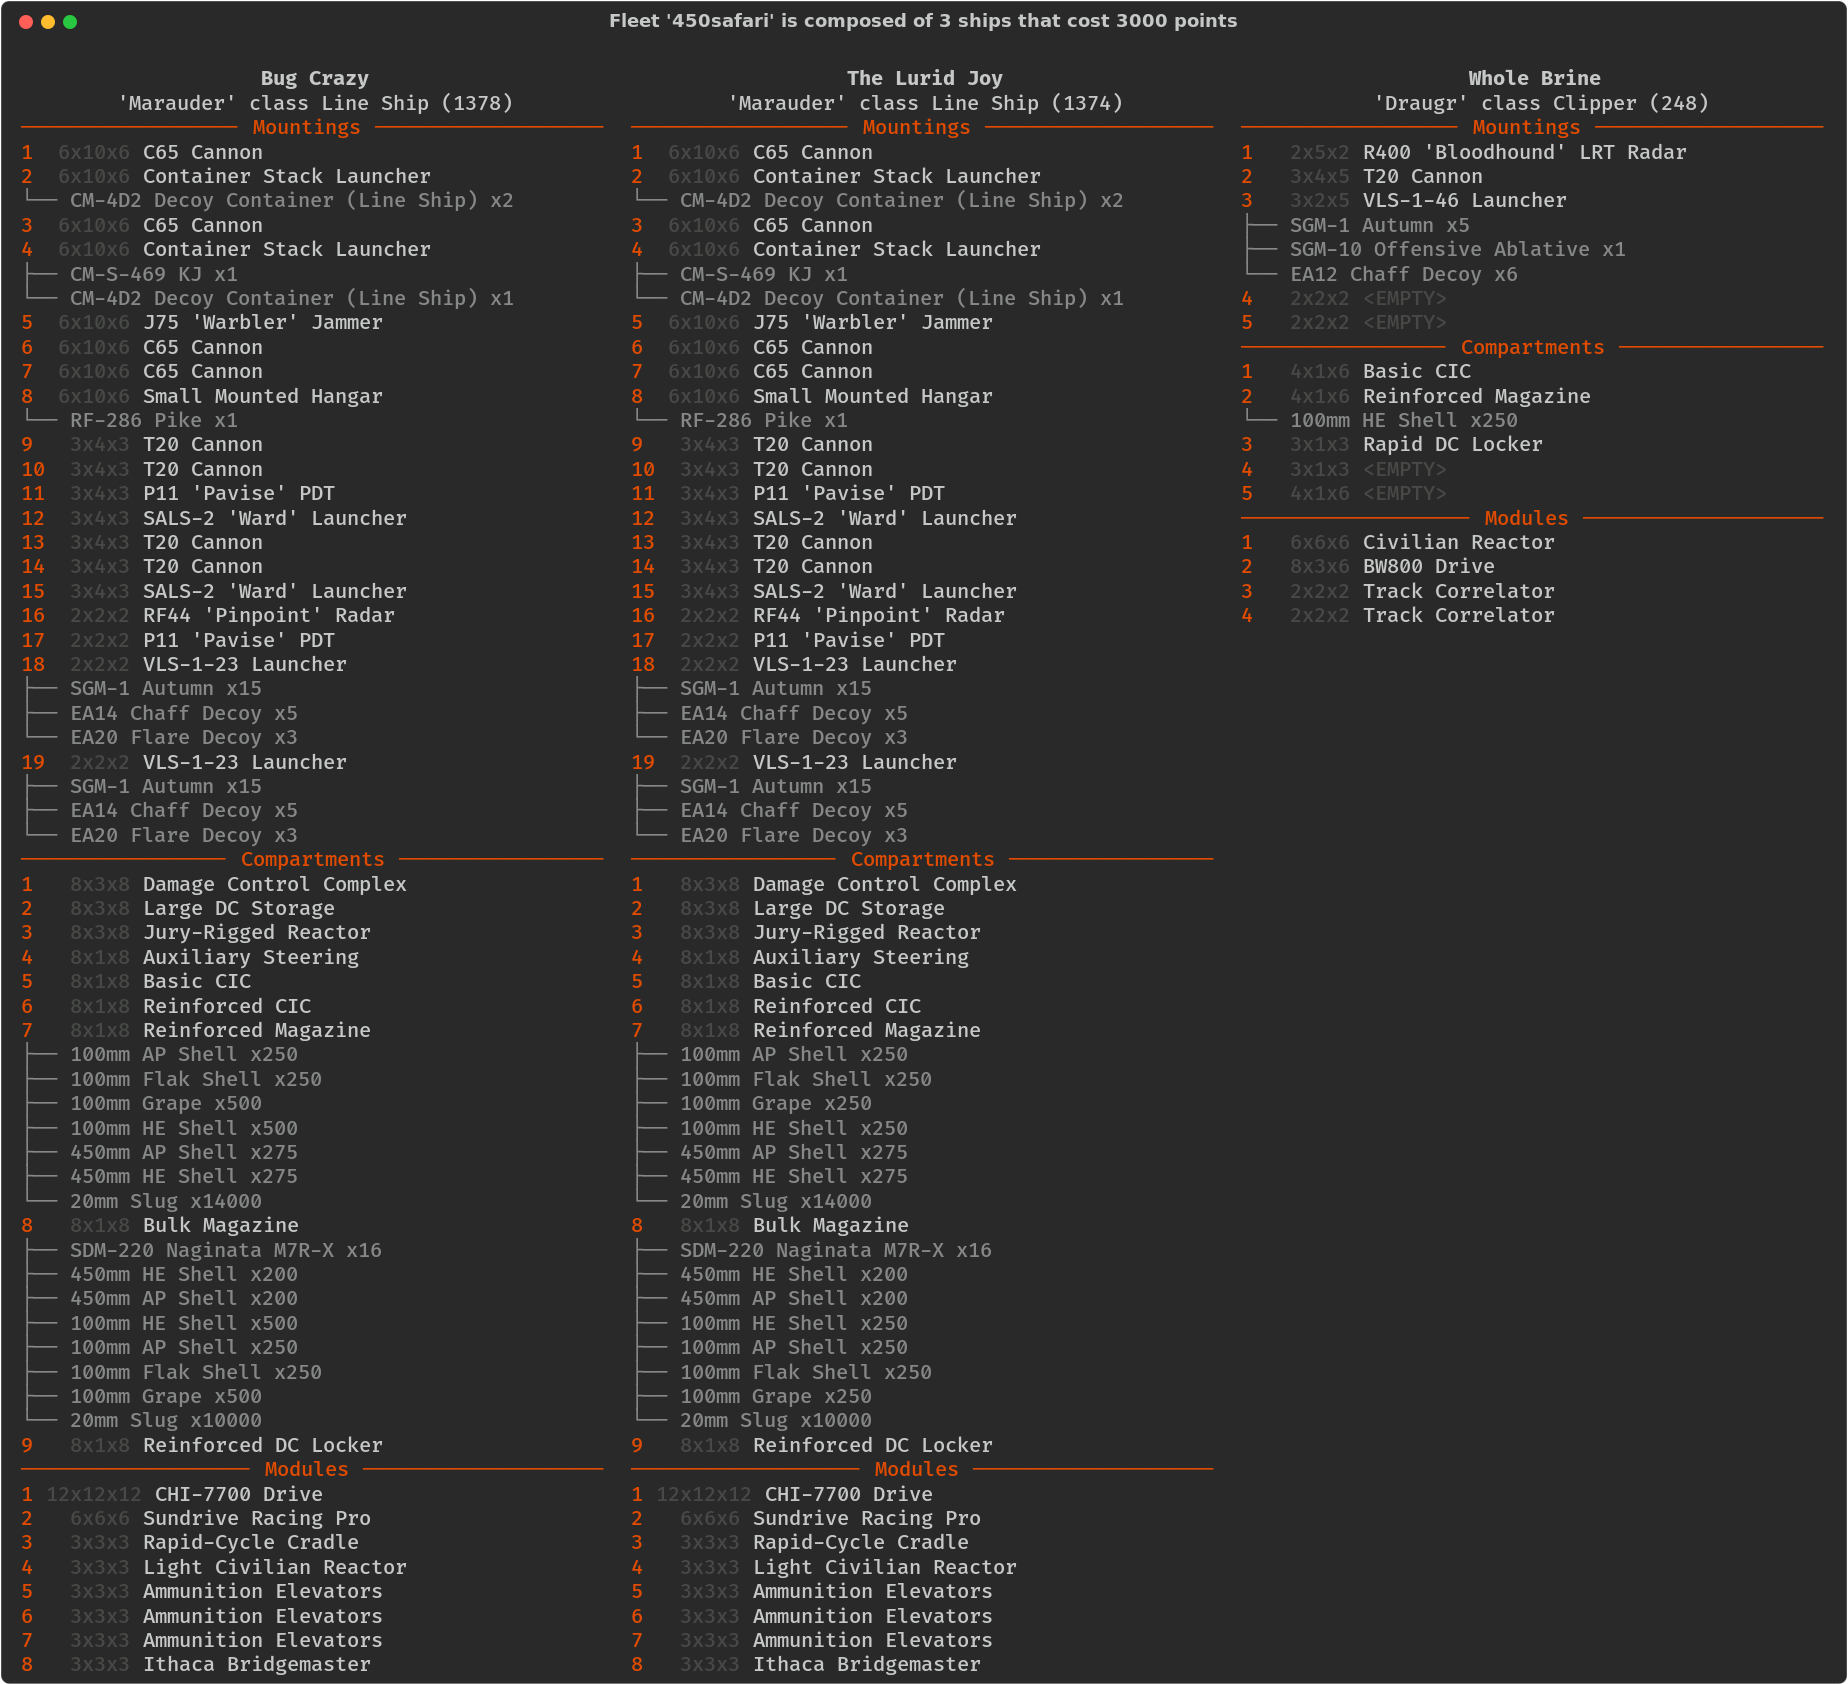 Fleet '450safari' is composed of 3 ships that cost 3000 points
Bug Crazy
'Marauder' class Line Ship (1378)
Mountings
1 6x10x6 C65 Cannon
2 6x10x6 Container Stack Launcher
CM-4D2 Decoy Container (Line Ship) x2
3 6x10x6 C65 Cannon
4 6x10x6 Container Stack Launcher
CM-S-469 KJ x1
CM-4D2 Decoy Container (Line Ship) x1
5 6x10x6 J75 'Warbler' Jammer
6 6x10x6 C65 Cannon
7 6x10x6 C65 Cannon
8 6x10x6 Small Mounted Hangar
RF-286 Pike x1
9 3x4x3 T20 Cannon
10 3x4x3 T20 Cannon
11 3x4x3 P11 'Pavise' PDT
12 3x4x3 SALS-2 'Ward' Launcher
13 3x4x3 T20 Cannon
14 3x4x3 T20 Cannon
15 3x4x3 SALS-2 'Ward' Launcher
16 2x2x2 RF44 'Pinpoint' Radar
17 2x2x2 P11 'Pavise' PDT
18 2x2x2 VLS-1-23 Launcher
SGM-1 Autumn x15
EA14 Chaff Decoy x5
EA20 Flare Decoy x3
19 2x2x2 VLS-1-23 Launcher
SGM-1 Autumn x15
EA14 Chaff Decoy x5
EA20 Flare Decoy x3
Compartments
1 8x3x8 Damage Control Complex
2 8x3x8 Large DC Storage
3 8x3x8 Jury-Rigged Reactor
4 8x1x8 Auxiliary Steering
5 8x1x8 Basic CIC
6 8x1x8 Reinforced CIC
7 8x1x8 Reinforced Magazine
100mm AP Shell x250
100mm Flak Shell x250
100mm Grape x500
100mm HE Shell x500
450mm AP Shell x275
450mm HE Shell x275
20mm Slug x14000
8 8x1x8 Bulk Magazine
SDM-220 Naginata M7R-X x16
450mm HE Shell x200
450mm AP Shell x200
100mm HE Shell x500
100mm AP Shell x250
100mm Flak Shell x250
100mm Grape x500
20mm Slug x10000
9 8x1x8 Reinforced DC Locker
Modules
1 12x12x12 CHI-7700 Drive
2 6x6x6 Sundrive Racing Pro
3 3x3x3 Rapid-Cycle Cradle
4 3x3x3 Light Civilian Reactor
5 3x3x3 Ammunition Elevators
6 3x3x3 Ammunition Elevators
7 3x3x3 Ammunition Elevators
8 3x3x3 Ithaca Bridgemaster
The Lurid Joy
'Marauder' class Line Ship (1374)
Mountings
1 6x10x6 C65 Cannon
2 6x10x6 Container Stack Launcher
CM-4D2 Decoy Container (Line Ship) x2
3 6x10x6 C65 Cannon
4 6x10x6 Container Stack Launcher
CM-S-469 KJ x1
CM-4D2 Decoy Container (Line Ship) x1
5 6x10x6 J75 'Warbler' Jammer
6 6x10x6 C65 Cannon
7 6x10x6 C65 Cannon
8 6x10x6 Small Mounted Hangar
RF-286 Pike x1
9 3x4x3 T20 Cannon
10 3x4x3 T20 Cannon
11 3x4x3 P11 'Pavise' PDT
12 3x4x3 SALS-2 'Ward' Launcher
13 3x4x3 T20 Cannon
14 3x4x3 T20 Cannon
15 3x4x3 SALS-2 'Ward' Launcher
16 2x2x2 RF44 'Pinpoint' Radar
17 2x2x2 P11 'Pavise' PDT
18 2x2x2 VLS-1-23 Launcher
SGM-1 Autumn x15
EA14 Chaff Decoy x5
EA20 Flare Decoy x3
19 2x2x2 VLS-1-23 Launcher
SGM-1 Autumn x15
EA14 Chaff Decoy x5
EA20 Flare Decoy x3
Compartments
1 8x3x8 Damage Control Complex
2 8x3x8 Large DC Storage
3 8x3x8 Jury-Rigged Reactor
4 8x1x8 Auxiliary Steering
5 8x1x8 Basic CIC
6 8x1x8 Reinforced CIC
7 8x1x8 Reinforced Magazine
100mm AP Shell x250
100mm Flak Shell x250
100mm Grape x250
100mm HE Shell x250
450mm AP Shell x275
450mm HE Shell x275
20mm Slug x14000
8 8x1x8 Bulk Magazine
SDM-220 Naginata M7R-X x16
450mm HE Shell x200
450mm AP Shell x200
100mm HE Shell x250
100mm AP Shell x250
100mm Flak Shell x250
100mm Grape x250
20mm Slug x10000
9 8x1x8 Reinforced DC Locker
Modules
1 12x12x12 CHI-7700 Drive
2 6x6x6 Sundrive Racing Pro
3 3x3x3 Rapid-Cycle Cradle
4 3x3x3 Light Civilian Reactor
5 3x3x3 Ammunition Elevators
6 3x3x3 Ammunition Elevators
7 3x3x3 Ammunition Elevators
8 3x3x3 Ithaca Bridgemaster
Whole Brine
'Draugr' class Clipper (248)
Mountings
1 2x5x2 R400 'Bloodhound' LRT Radar
2 3x4x5 T20 Cannon
3 3x2x5 VLS-1-46 Launcher
SGM-1 Autumn x5
SGM-10 Offensive Ablative x1
EA12 Chaff Decoy x6
4 2x2x2 <EMPTY>
5 2x2x2 <EMPTY>
Compartments
1 4x1x6 Basic CIC
2 4x1x6 Reinforced Magazine
100mm HE Shell x250
3 3x1x3 Rapid DC Locker
4 3x1x3 <EMPTY>
5 4x1x6 <EMPTY>
Modules
1 6x6x6 Civilian Reactor
2 8x3x6 BW800 Drive
3 2x2x2 Track Correlator
4 2x2x2 Track Correlator